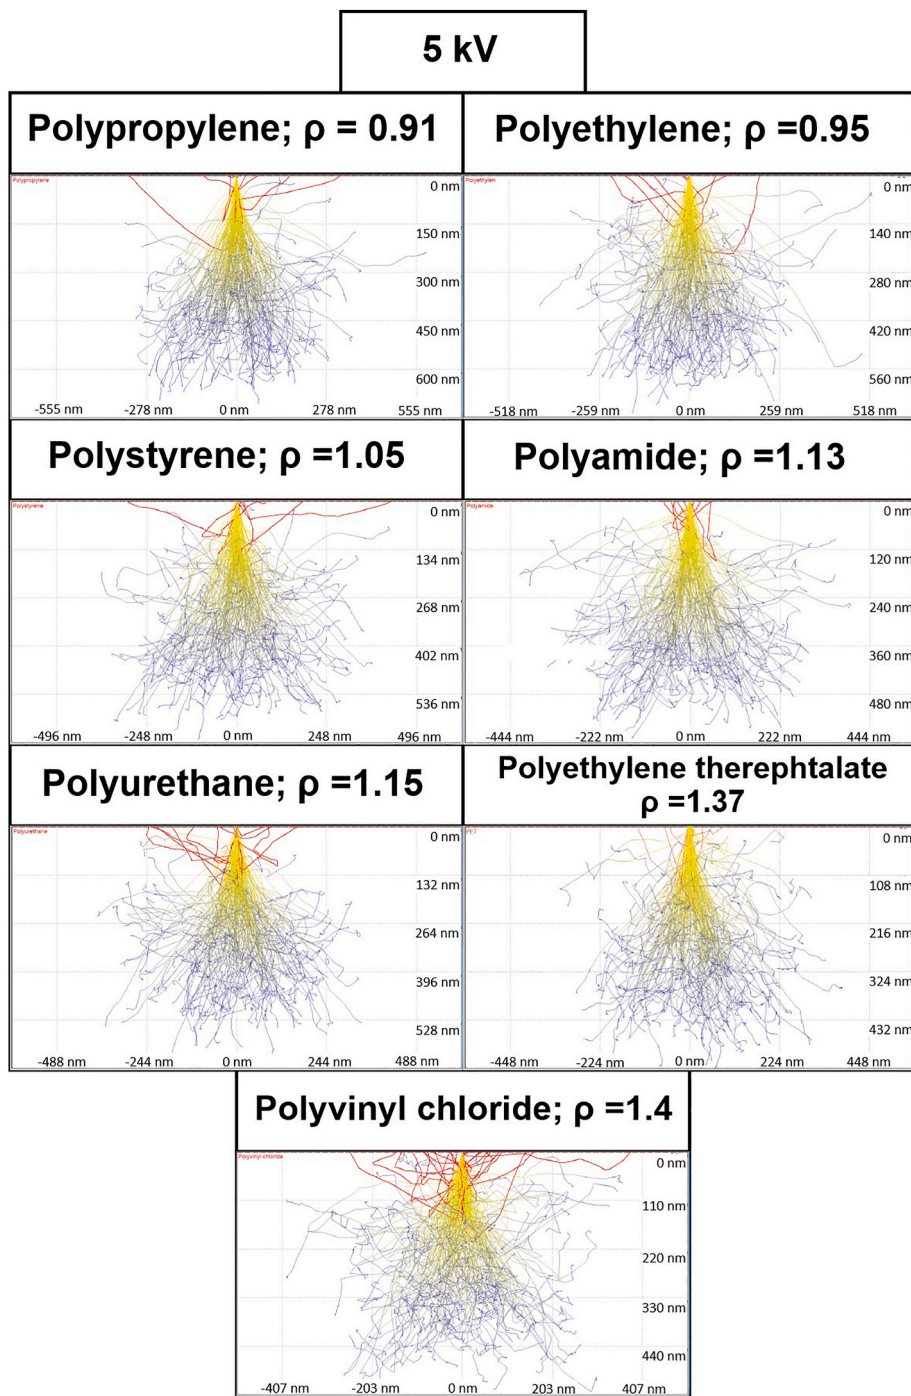 5 kV
Polypropylene; ρ = 0.91
Polyethylene; ρ =0.95
Polypropylene
0 nm
150 nm
300 nm
450 nm
600 nm
-555 nm -278 nm 0 nm 278 nm 555 nm
Polyethylen
0 nm
140 nm
280 nm
420 nm
560 nm
-518 nm -259 nm 0 nm 259 nm 518 nm
Polystyrene; ρ =1.05
Polyamide; ρ =1.13
Polystyrene
0 nm
134 nm
268 nm
402 nm
536 nm
-496 nm -248 nm 0 nm 248 nm 496 nm
Polyamide
0 nm
120 nm
240 nm
360 nm
480 nm
-444 nm -222 nm 0 nm 222 nm 444 nm
Polyurethane; ρ =1.15
Polyethylene therephtalate
ρ =1.37
Polyurethane
0 nm
132 nm
264 nm
396 nm
528 nm
-488 nm -244 nm 0 nm 244 nm 488 nm
PET
0 nm
108 nm
216 nm
324 nm
432 nm
-448 nm -224 nm 0 nm 224 nm 448 nm
Polyvinyl chloride; ρ =1.4
Polyvinyl chloride
0 nm
110 nm
220 nm
330 nm
440 nm
-407 nm -203 nm 0 nm 203 nm 407 nm